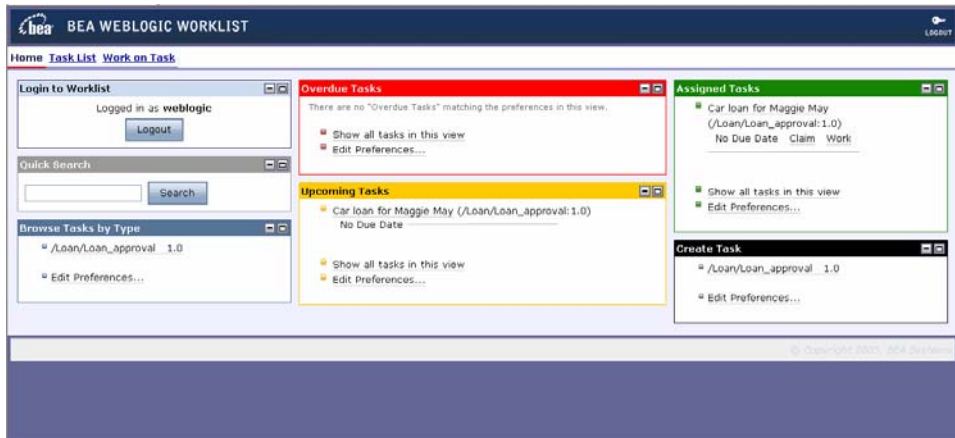 bea BEA WEBLOGIC WORKLIST
LOGOUT
Home Task List Work on Task
Login to Worklist
Logged in as weblogic
Logout
Quick Search
Search
Browse Tasks by Type
/Loan/Loan_approval 1.0
Edit Preferences...
Overdue Tasks
There are no "Overdue Tasks" matching the preferences in this view.
Show all tasks in this view
Edit Preferences...
Upcoming Tasks
Car loan for Maggie May (/Loan/Loan_approval:1.0)
No Due Date
Show all tasks in this view
Edit Preferences...
Assigned Tasks
Car loan for Maggie May
(/Loan/Loan_approval:1.0)
No Due Date Claim Work
Show all tasks in this view
Edit Preferences...
Create Task
/Loan/Loan_approval 1.0
Edit Preferences...
© Copyright 2005, BEA Systems